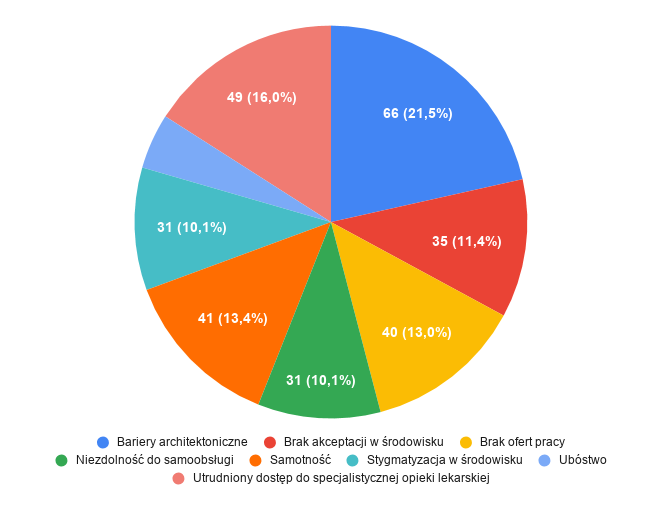 49 (16,0%)
66 (21,5%)
31 (10,1%)
35 (11,4%)
41 (13,4%)
40 (13,0%)
31 (10,1%)
Bariery architektoniczne Brak akceptacji w środowisku Brak ofert pracy
Niezdolność do samoobsługi Samotność Stygmatyzacja w środowisku Ubóstwo
Utrudniony dostęp do specjalistycznej opieki lekarskiej